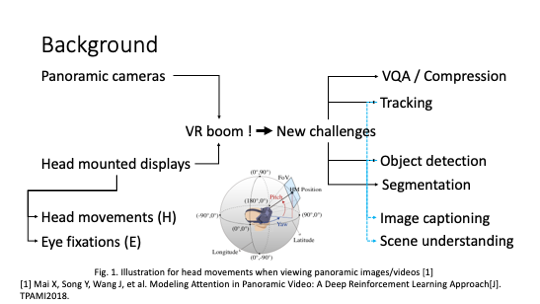 Background
Panoramic cameras
VR boom ! → New challenges
Head mounted displays
Head movements (H)
Eye fixations (E)
VQA / Compression
Tracking
Object detection
Segmentation
Image captioning
Scene understanding
(0°,90°)
FoV
HM Position
Pitch
(180°,0°)
(-90°,0°)
(90°,0°)
(0°,0°)
Yaw
Latitude
Longitude
(0°,-90°)
Fig. 1. Illustration for head movements when viewing panoramic images/videos [1]
[1] Mai X, Song Y, Wang J, et al. Modeling Attention in Panoramic Video: A Deep Reinforcement Learning Approach[J].
TPAMI2018.